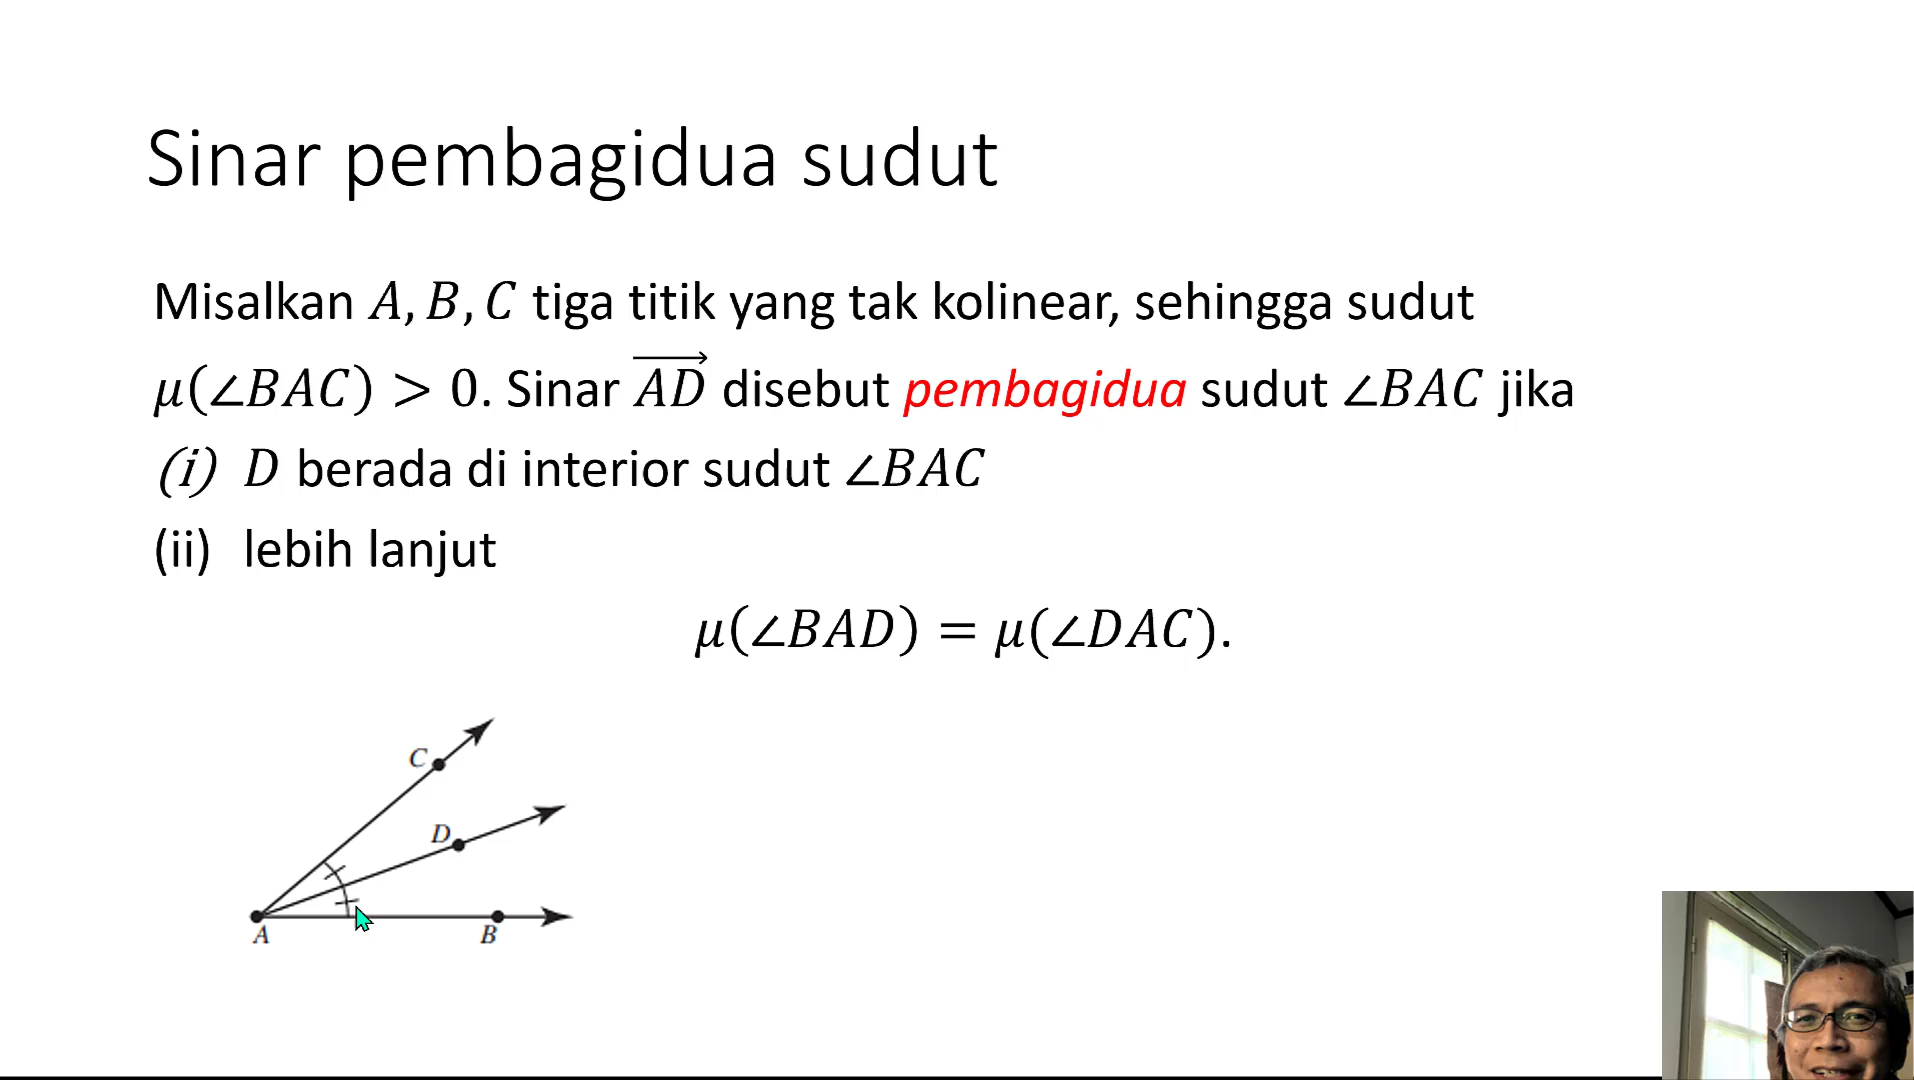 Sinar pembagidua sudut
Misalkan A, B, C tiga titik yang tak kolinear, sehingga sudut
μ(∠BAC) > 0. Sinar \overrightarrow{AD} disebut pembagidua sudut ∠BAC jika
(i) D berada di interior sudut ∠BAC
(ii) lebih lanjut
μ(∠BAD) = μ(∠DAC).
C
D
A
B